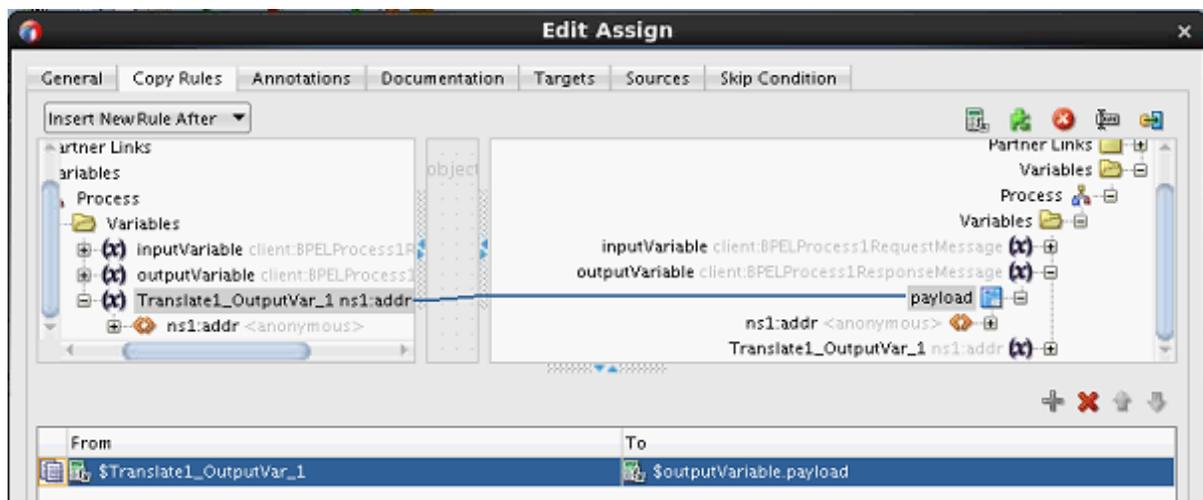 Edit Assign
General Copy Rules Annotations Documentation Targets Sources Skip Condition
Insert New Rule After
artner Links
ariables
object
Process
Variables
inputVariable client:BPELProcess1R
outputVariable client:BPELProcess1
Translate1_OutputVar_1 ns1:addr
ns1:addr <anonymous>
Partner Links
Variables
Process
Variables
inputVariable client:BPELProcess1RequestMessage
outputVariable client:BPELProcess1ResponseMessage
payload
ns1:addr <anonymous>
Translate1_OutputVar_1 ns1:addr
From To
$Translate1_OutputVar_1 $outputVariable.payload